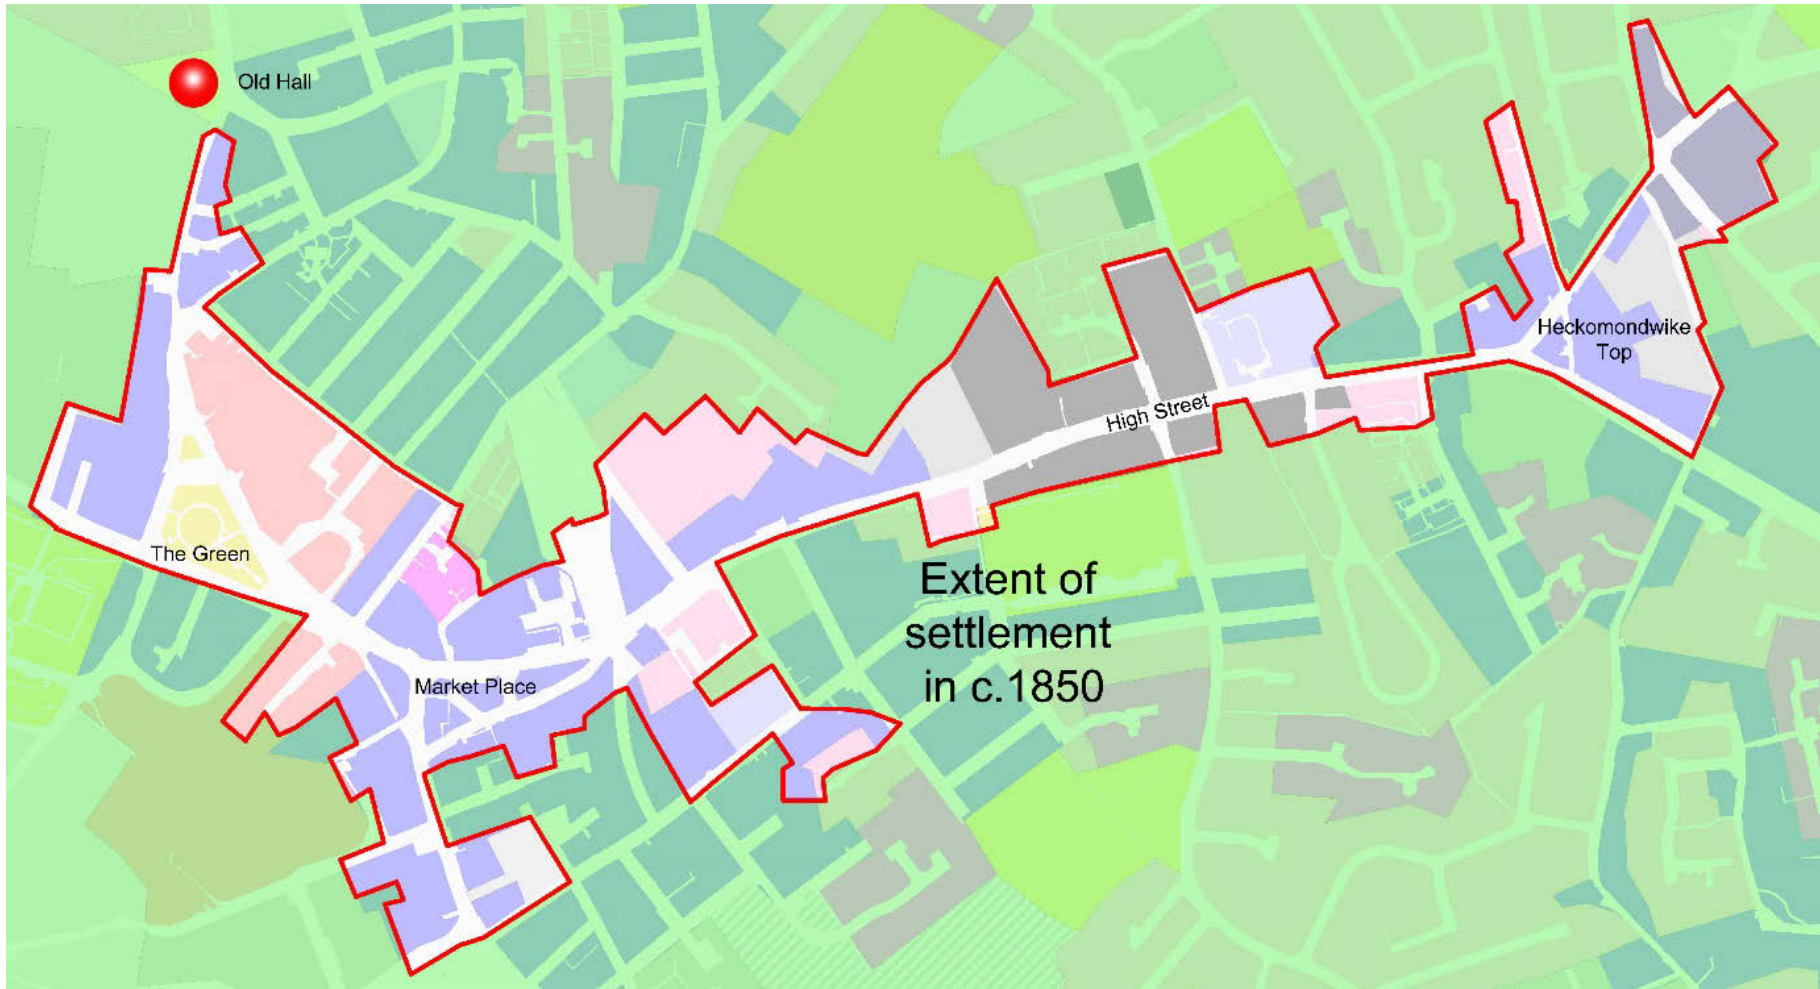 Old Hall
Heckomondwike
Top
High Street
The Green
Extent of
settlement
in c.1850
Market Place